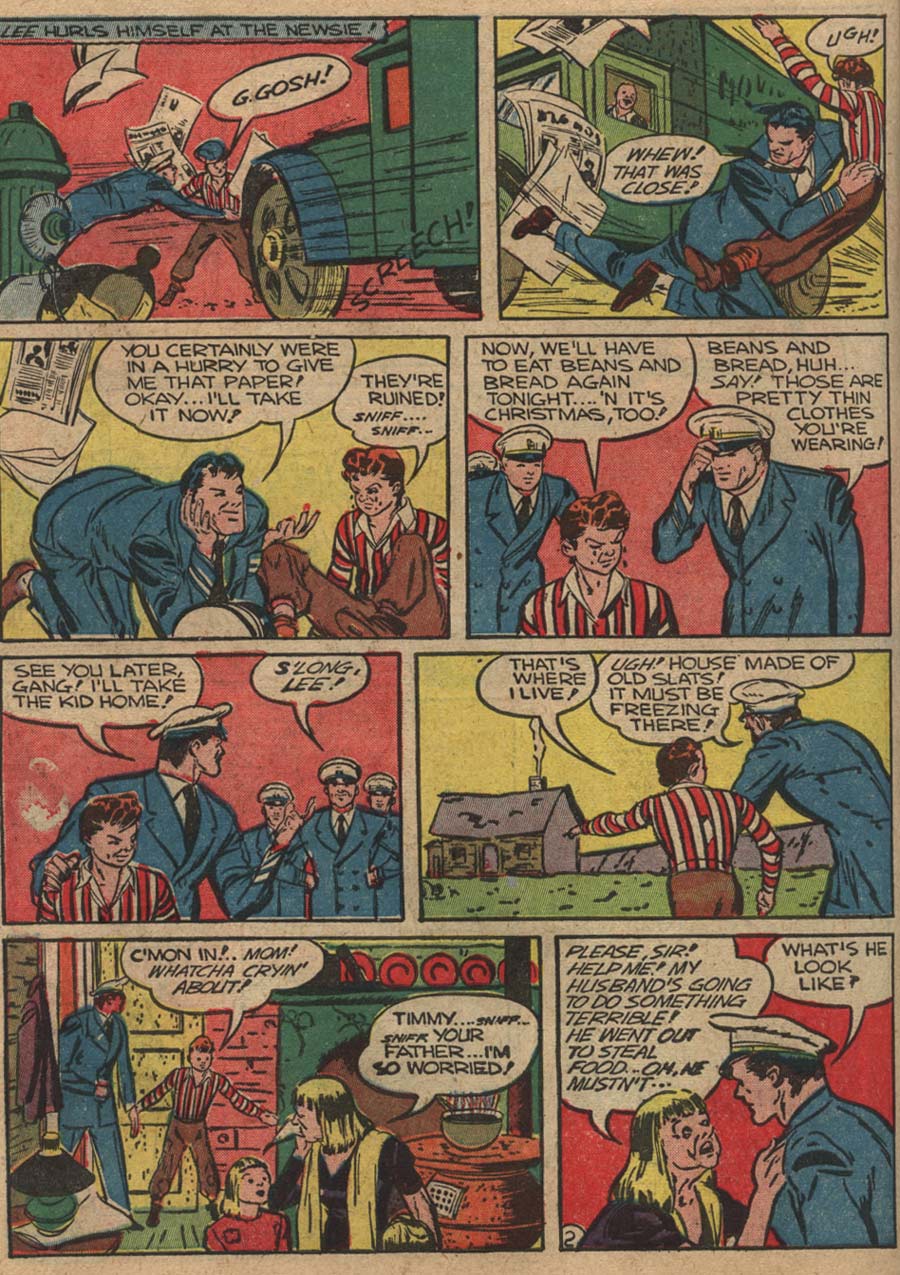 LEE HURLS HIMSELF AT THE NEWSIE!
G.GOSH!
SCREECH!
UGH!
WHEW!
THAT WAS
CLOSE!
YOU CERTAINLY WERE
IN A HURRY TO GIVE
ME THAT PAPER!
OKAY...I'LL TAKE
IT NOW!
THEY'RE
RUINED!
SNIFF....
SNIFF..
NOW, WE'LL HAVE
TO EAT BEANS AND
BREAD AGAIN
TONIGHT....'N IT'S
CHRISTMAS, TOO!
BEANS AND
BREAD, HUH...
SAY! THOSE ARE
PRETTY THIN
CLOTHES
YOU'RE
WEARING!
SEE YOU LATER,
GANG! I'LL TAKE
THE KID HOME!
S'LONG,
LEE!
THAT'S
WHERE
I LIVE!
UGH! HOUSE MADE OF
OLD SLATS!
IT MUST BE
FREEZING
THERE!
C'MON IN!.. MOM!
WHATCHA CRYIN'
ABOUT!
TIMMY....SNIFF...
SNIFF YOUR
FATHER...I'M
SO WORRIED!
PLEASE, SIR!
HELP ME! MY
HUSBAND'S GOING
TO DO SOMETHING
TERRIBLE!
HE WENT OUT
TO STEAL
FOOD...OH, HE
MUSTN'T...
WHAT'S HE
LOOK
LIKE?
2